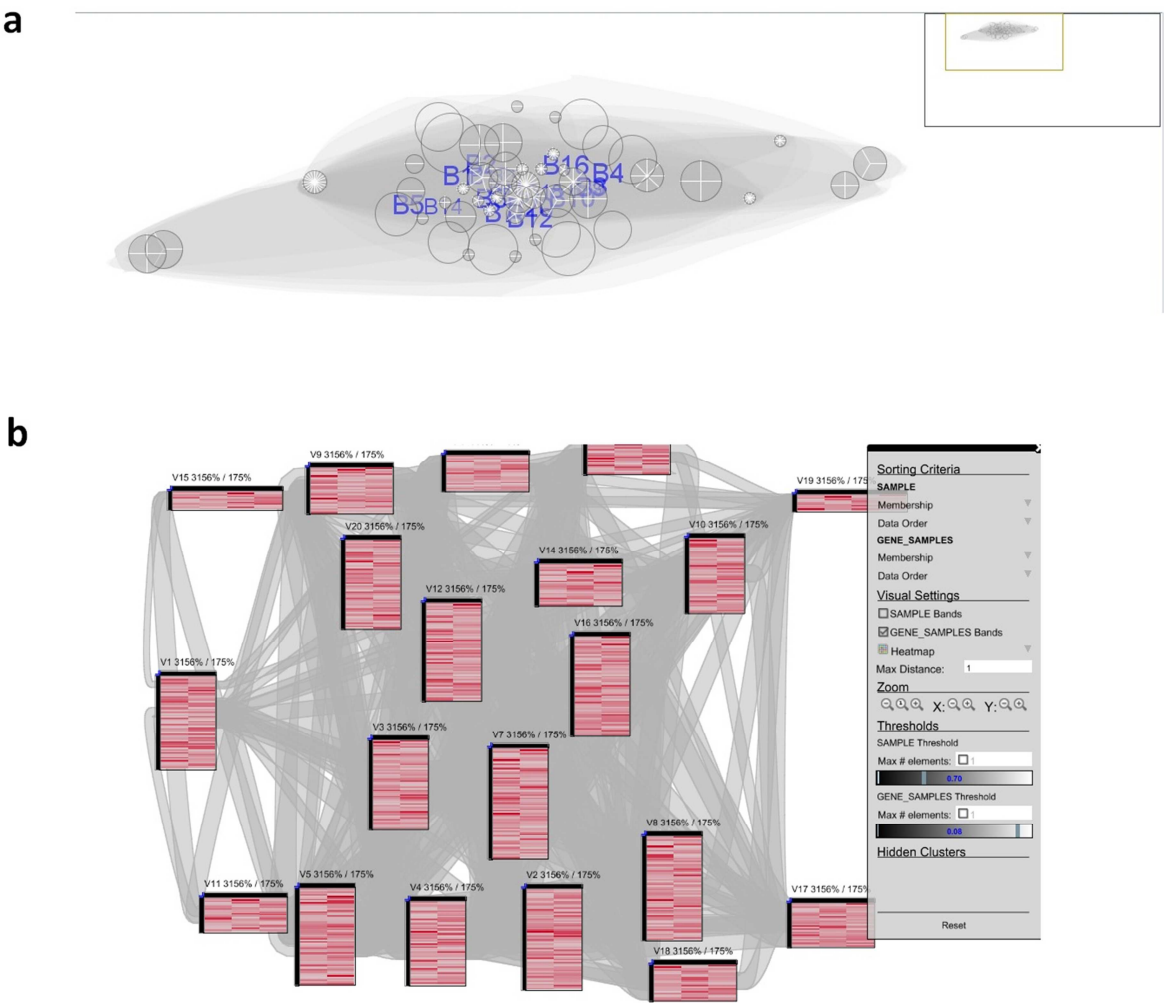 a
B1
B16
B4
B5
B12
b
V9 3156% / 175%
V15 3156% / 175%
V19 3156% / 175%
V20 3156% / 175%
V10 3156% / 175%
V14 3156% / 175%
V12 3156% / 175%
V16 3156% / 175%
V1 3156% / 175%
V3 3156% / 175%
V7 3156% / 175%
V8 3156% / 175%
V11 3156% / 175%
V5 3156% / 175%
V4 3156% / 175%
V2 3156% / 175%
V17 3156% / 175%
V18 3156% / 175%
Sorting Criteria
SAMPLE
Membership
Data Order
GENE_SAMPLES
Membership
Data Order
Visual Settings
SAMPLE Bands
GENE_SAMPLES Bands
Heatmap
Max Distance: 1
Zoom
X: Y:
Thresholds
SAMPLE Threshold
Max # elements: 1
0.70
GENE_SAMPLES Threshold
Max # elements: 1
0.08
Hidden Clusters
Reset